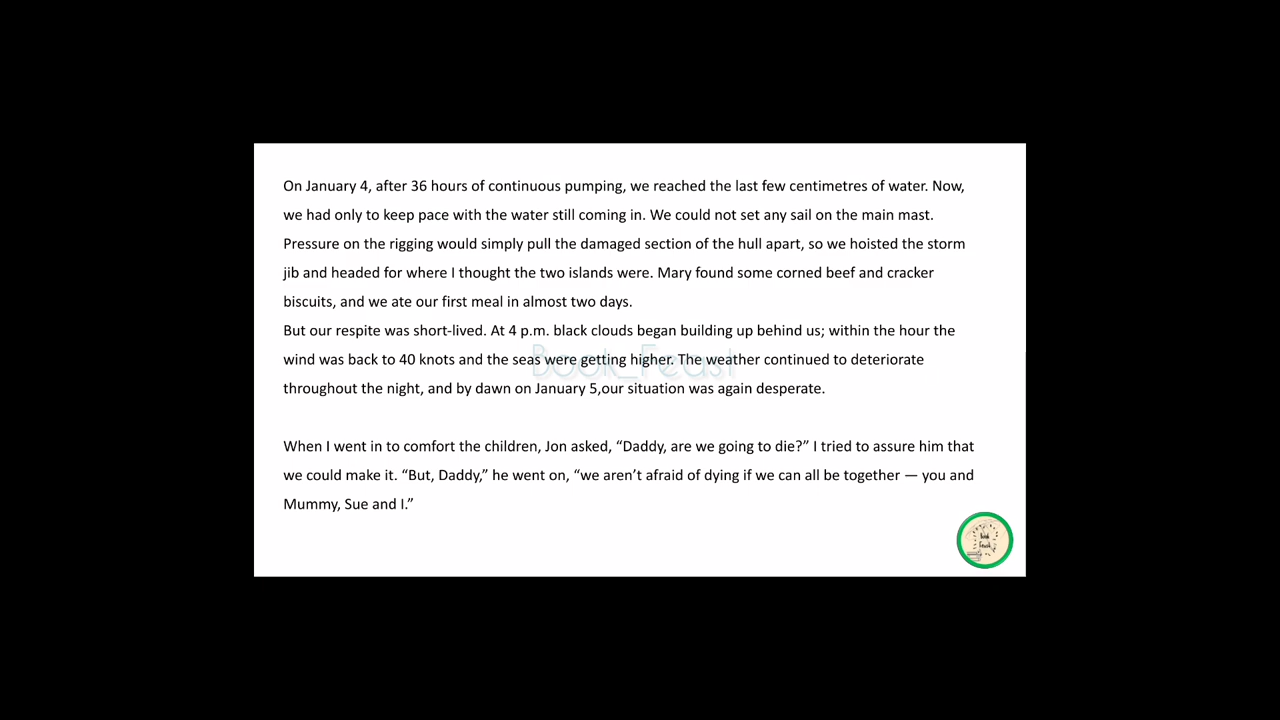 On January 4, after 36 hours of continuous pumping, we reached the last few centimetres of water. Now,
we had only to keep pace with the water still coming in. We could not set any sail on the main mast.
Pressure on the rigging would simply pull the damaged section of the hull apart, so we hoisted the storm
jib and headed for where I thought the two islands were. Mary found some corned beef and cracker
biscuits, and we ate our first meal in almost two days.
But our respite was short-lived. At 4 p.m. black clouds began building up behind us; within the hour the
wind was back to 40 knots and the seas were getting higher. The weather continued to deteriorate
throughout the night, and by dawn on January 5,our situation was again desperate.
Book_Feast
When I went in to comfort the children, Jon asked, “Daddy, are we going to die?” I tried to assure him that
we could make it. “But, Daddy,” he went on, “we aren’t afraid of dying if we can all be together — you and
Mummy, Sue and I.”